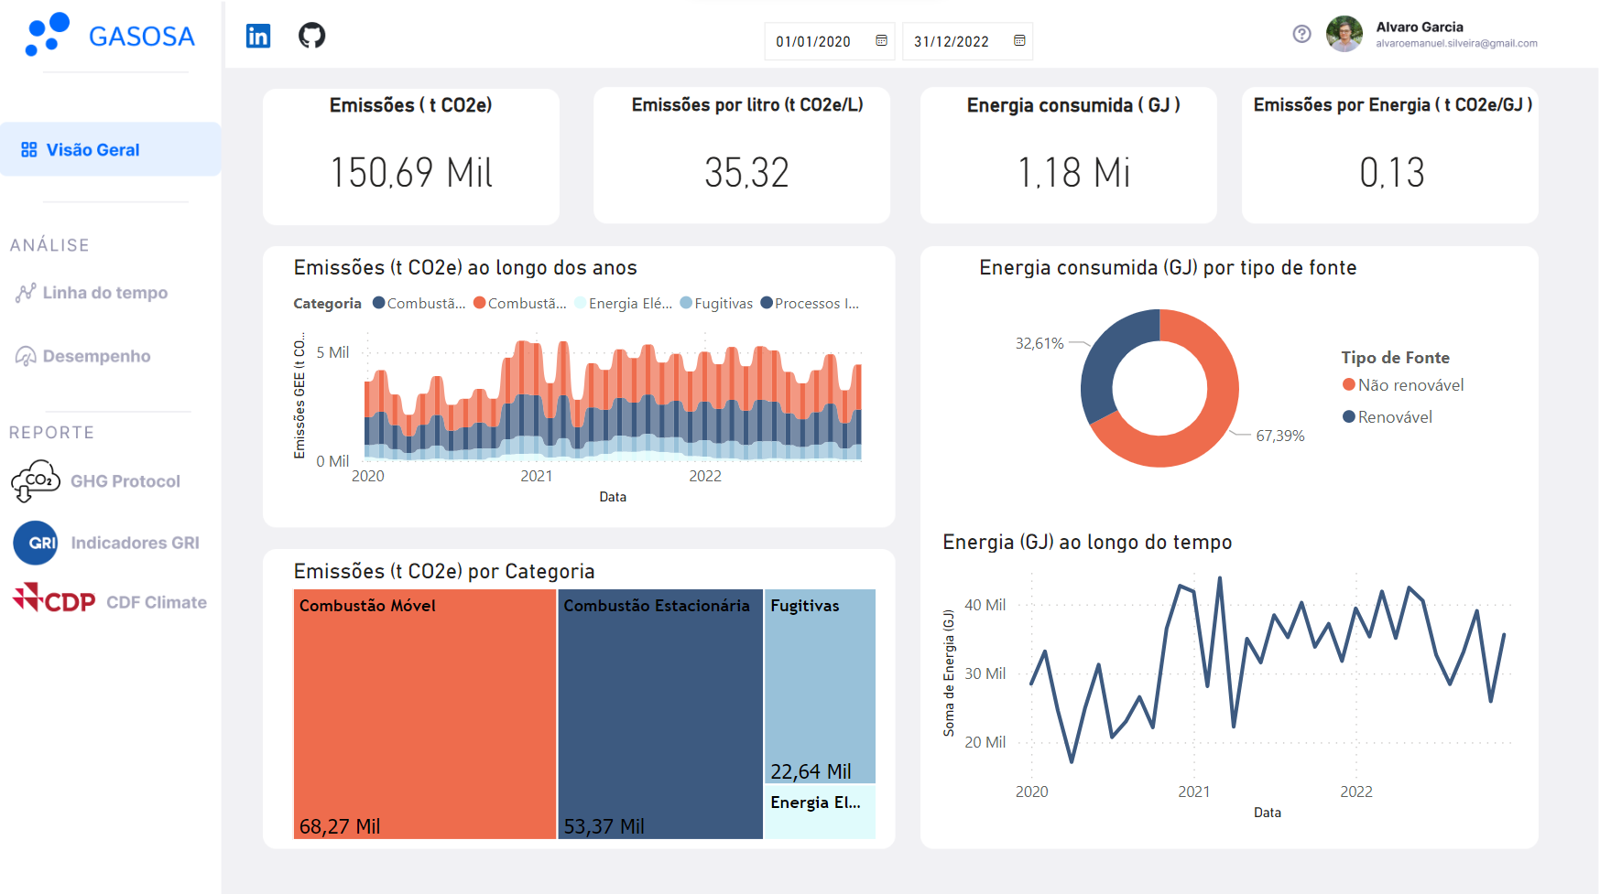 GASOSA
in
01/01/2020
31/12/2022
Alvaro Garcia
alvaroemanuel.silveira@gmail.com
Visão Geral
ANÁLISE
Linha do tempo
Desempenho
REPORTE
CO₂
GHG Protocol
GRI
Indicadores GRI
CDP
CDF Climate
Emissões ( t CO2e)
150,69 Mil
Emissões por litro (t CO2e/L)
35,32
Energia consumida ( GJ )
1,18 Mi
Emissões por Energia ( t CO2e/GJ )
0,13
Emissões (t CO2e) ao longo dos anos
Categoria Combustã... Combustã... Energia Elé... Fugitivas Processos I...
Emissões GEE (t CO...
5 Mil
0 Mil
2020 2021 2022
Data
Emissões (t CO2e) por Categoria
Combustão Móvel
68,27 Mil
Combustão Estacionária
53,37 Mil
Fugitivas
22,64 Mil
Energia El...
Energia consumida (GJ) por tipo de fonte
32,61%
67,39%
Tipo de Fonte
Não renovável
Renovável
Energia (GJ) ao longo do tempo
Soma de Energia (GJ)
40 Mil
30 Mil
20 Mil
2020 2021 2022
Data